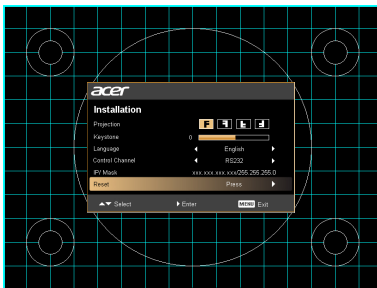 acer
Installation
Projection F F F F
Keystone 0
Language English
Control Channel RS232
IP/ Mask xxx.xxx.xxx.xxx/255.255.255.0
Reset Press
Select Enter MENU Exit